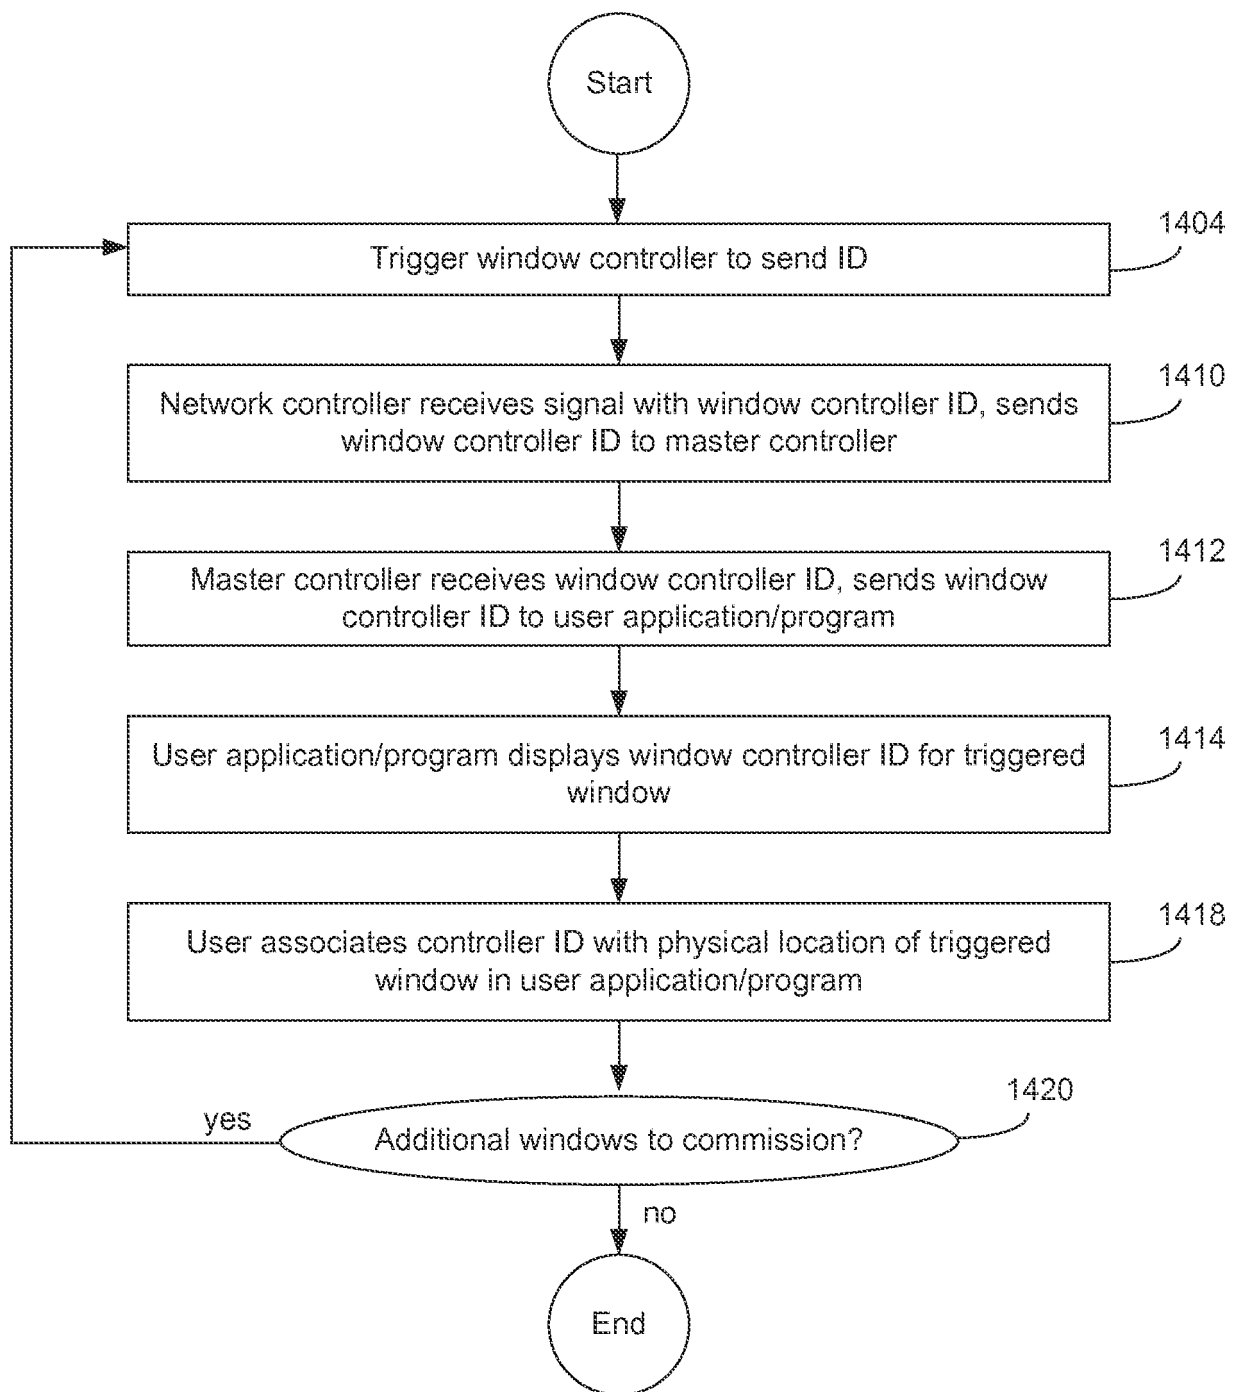 Start
1404
Trigger window controller to send ID
1410
Network controller receives signal with window controller ID, sends
window controller ID to master controller
1412
Master controller receives window controller ID, sends window
controller ID to user application/program
1414
User application/program displays window controller ID for triggered
window
1418
User associates controller ID with physical location of triggered
window in user application/program
1420
yes
Additional windows to commission?
no
End